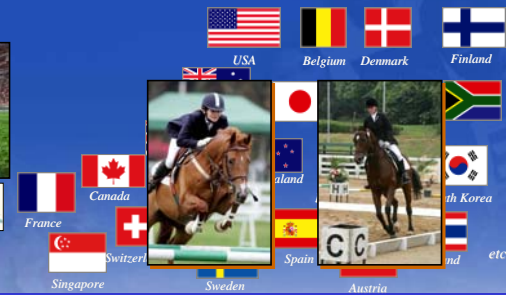 USA
Belgium
Denmark
Finland
aland
Canada
th Korea
France
Switzerl
Spain
nd
etc
Singapore
Sweden
Austria
H H
C C